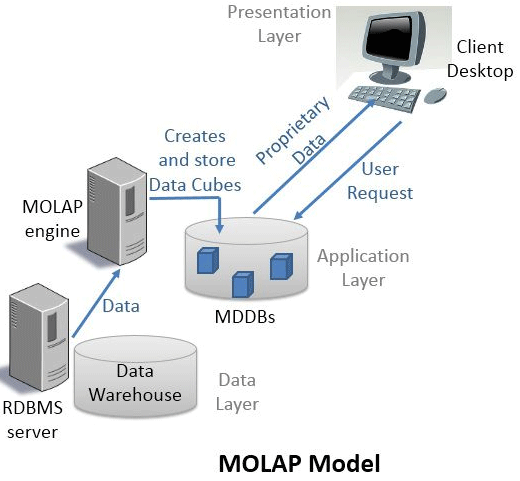 Presentation
Layer
Client
Desktop
Proprietary
Data
Creates
and store
Data Cubes
User
Request
MOLAP
engine
Application
Layer
MDDBs
Data
Data
Warehouse
Data
Layer
RDBMS
server
MOLAP Model